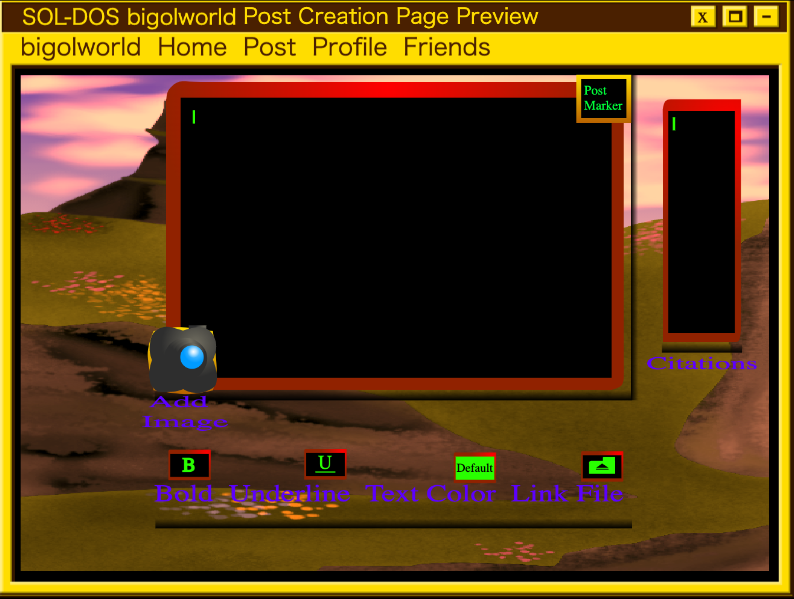 SOL-DOS bigolworld Post Creation Page Preview
X
bigolworld Home Post Profile Friends
Post
Marker
Citations
Add
Image
B
U
Default
Bold Underline Text Color Link File